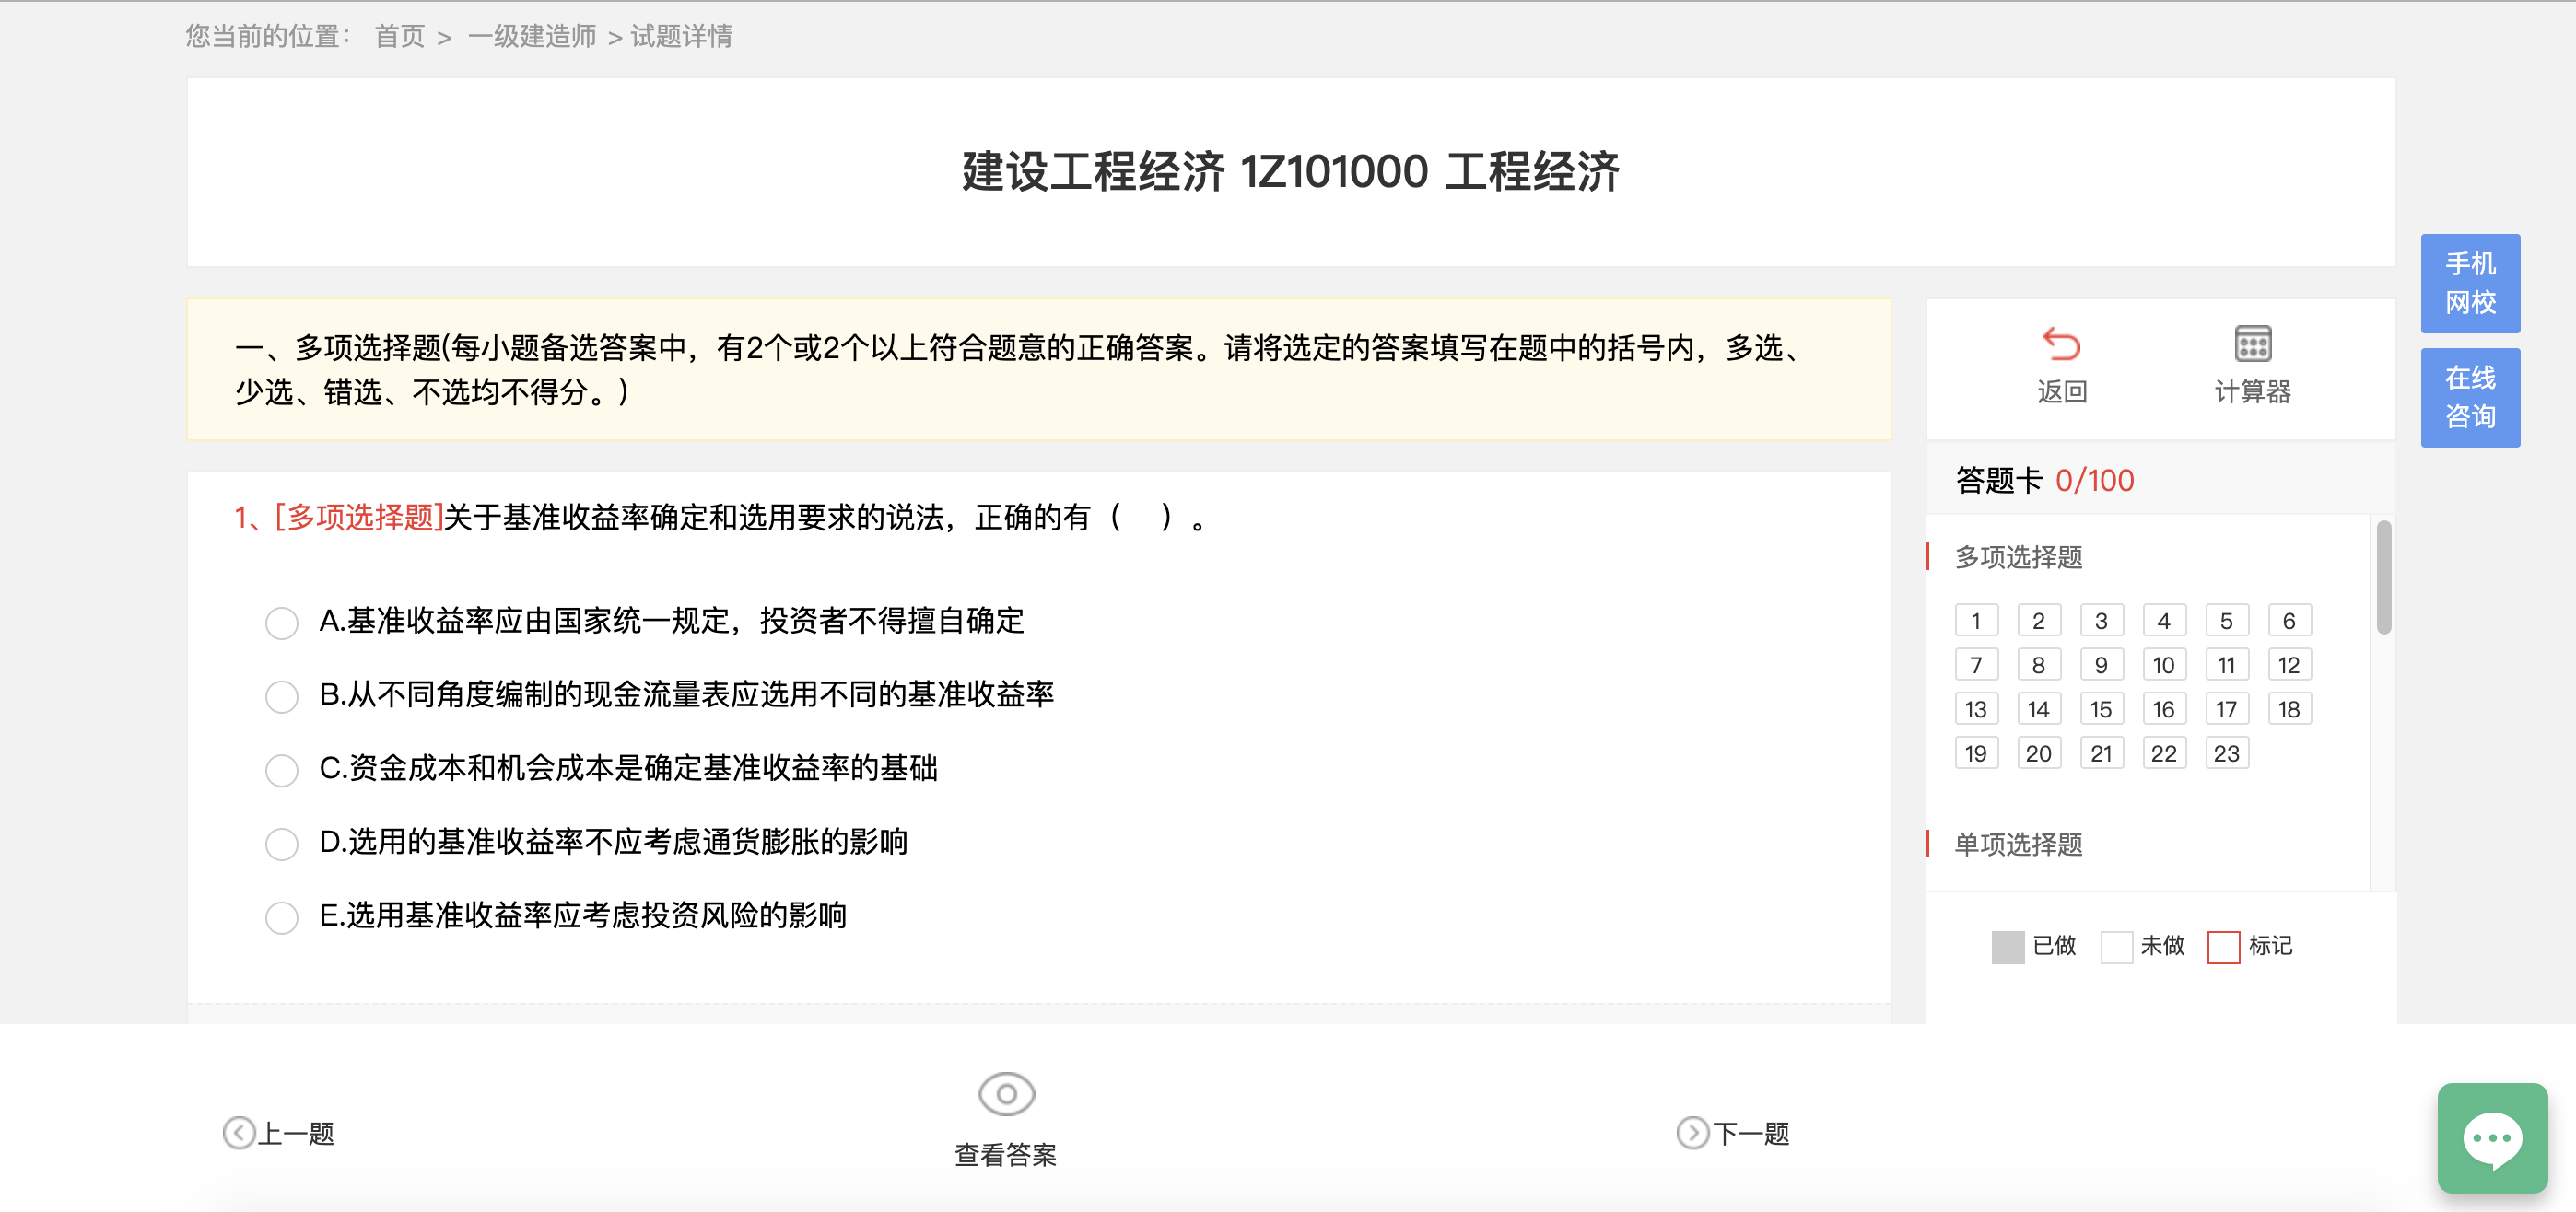 您当前的位置： 首页 > 一级建造师 > 试题详情
建设工程经济 1Z101000 工程经济
手机
网校
在线
咨询
一、多项选择题(每小题备选答案中，有2个或2个以上符合题意的正确答案。请将选定的答案填写在题中的括号内，多选、
少选、错选、不选均不得分。)
返回 计算器
答题卡 0/100
1、[多项选择题]关于基准收益率确定和选用要求的说法，正确的有（ ）。
A.基准收益率应由国家统一规定，投资者不得擅自确定
B.从不同角度编制的现金流量表应选用不同的基准收益率
C.资金成本和机会成本是确定基准收益率的基础
D.选用的基准收益率不应考虑通货膨胀的影响
E.选用基准收益率应考虑投资风险的影响
多项选择题
1 2 3 4 5 6
7 8 9 10 11 12
13 14 15 16 17 18
19 20 21 22 23
单项选择题
已做 未做 标记
上一题
查看答案
下一题